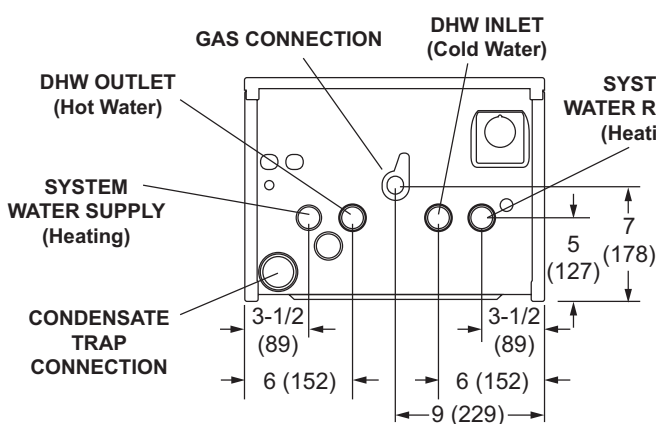 DHW INLET
(Cold Water)
GAS CONNECTION
DHW OUTLET
(Hot Water)
SYST
WATER R
(Heati
SYSTEM
WATER SUPPLY
(Heating)
CONDENSATE
TRAP
CONNECTION
5
(127)
7
(178)
3-1/2
(89)
3-1/2
(89)
6 (152)
6 (152)
9 (229)